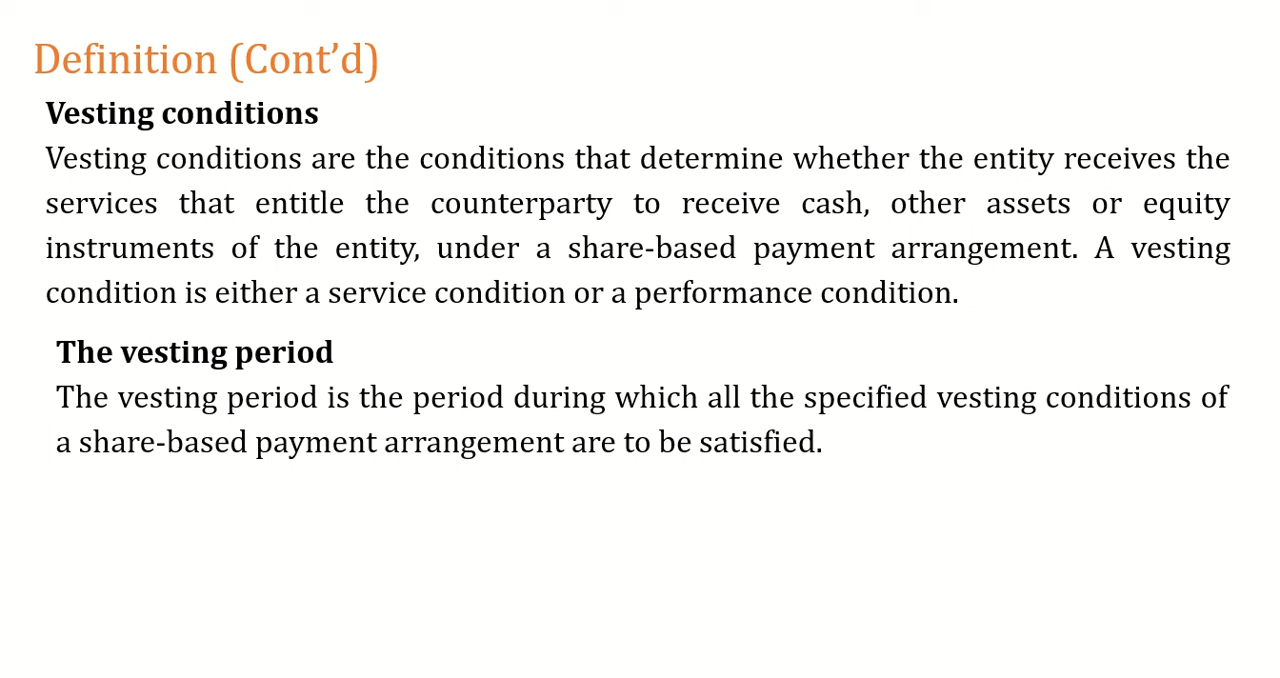 Definition (Cont’d)
Vesting conditions
Vesting conditions are the conditions that determine whether the entity receives the
services that entitle the counterparty to receive cash, other assets or equity
instruments of the entity, under a share-based payment arrangement. A vesting
condition is either a service condition or a performance condition.
The vesting period
The vesting period is the period during which all the specified vesting conditions of
a share-based payment arrangement are to be satisfied.